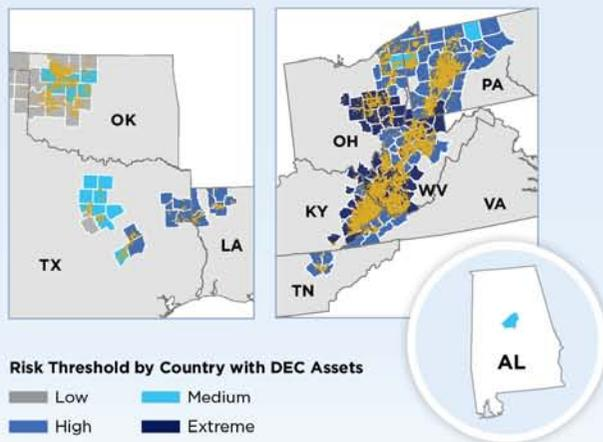 OK
TX
LA
PA
OH
WV
KY
VA
TN
AL
Risk Threshold by Country with DEC Assets
Low
Medium
High
Extreme